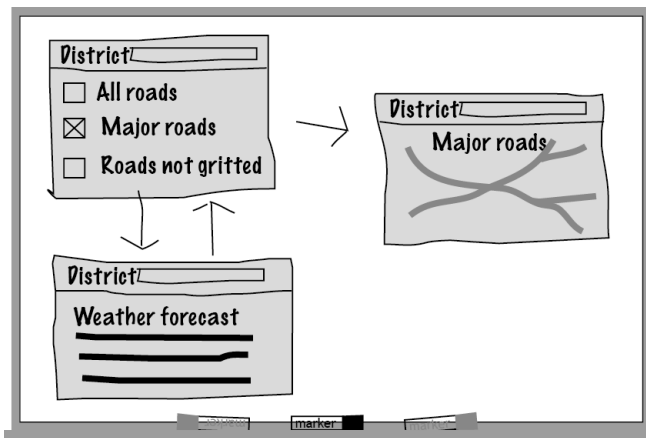 District
All roads
Major roads
Roads not gritted
District
Major roads
District
Weather forecast
marker